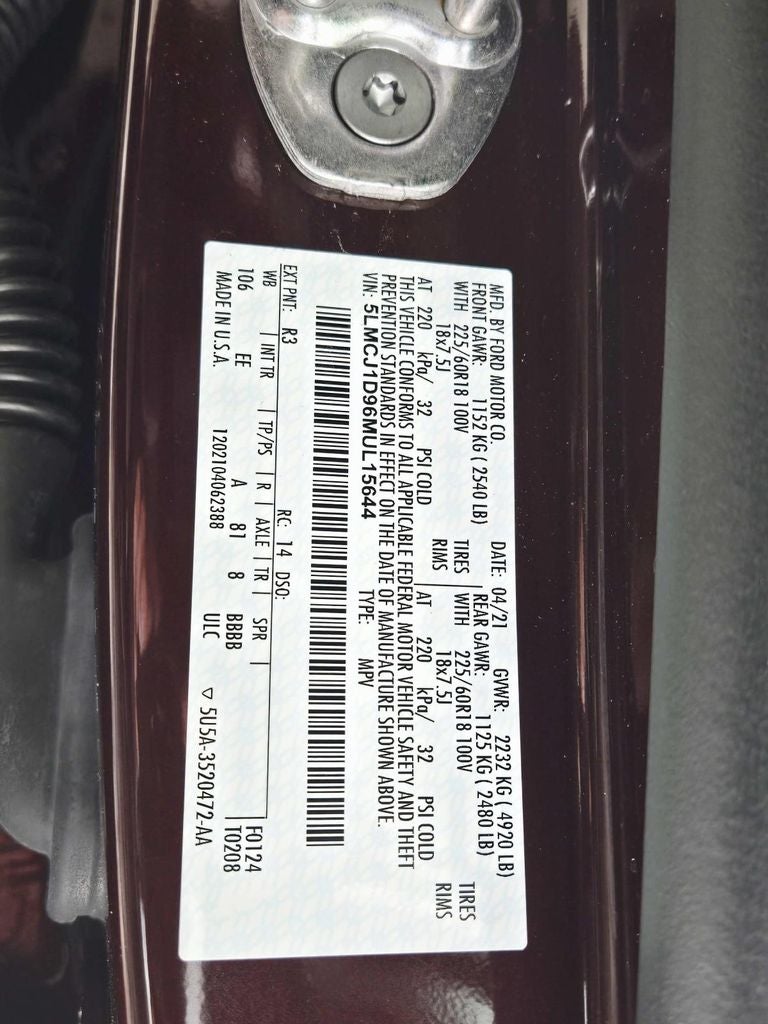 MFD. BY FORD MOTOR CO. DATE: 04/21 GVWR: 2232 KG ( 4920 LB)
FRONT GAWR: 1152 KG ( 2540 LB) REAR GAWR: 1125 KG ( 2480 LB)
WITH 225/60R18 100V TIRES WITH 225/60R18 100V TIRES
18x7.5J RIMS 18x7.5J RIMS
AT 220 kPa/ 32 PSI COLD AT 220 kPa/ 32 PSI COLD
THIS VEHICLE CONFORMS TO ALL APPLICABLE FEDERAL MOTOR VEHICLE SAFETY AND THEFT
PREVENTION STANDARDS IN EFFECT ON THE DATE OF MANUFACTURE SHOWN ABOVE.
VIN: 5LMCJ1D96MUL15644 TYPE: MPV
EXT PNT: R3 RC: 14 DSO:
WB | INT TR | TP/PS | R | AXLE | TR | SPR | F0124
106 EE A 81 8 BBBB T0208
MADE IN U.S.A. 1202104062388 ULC ▽ 5U5A-3520472-AA